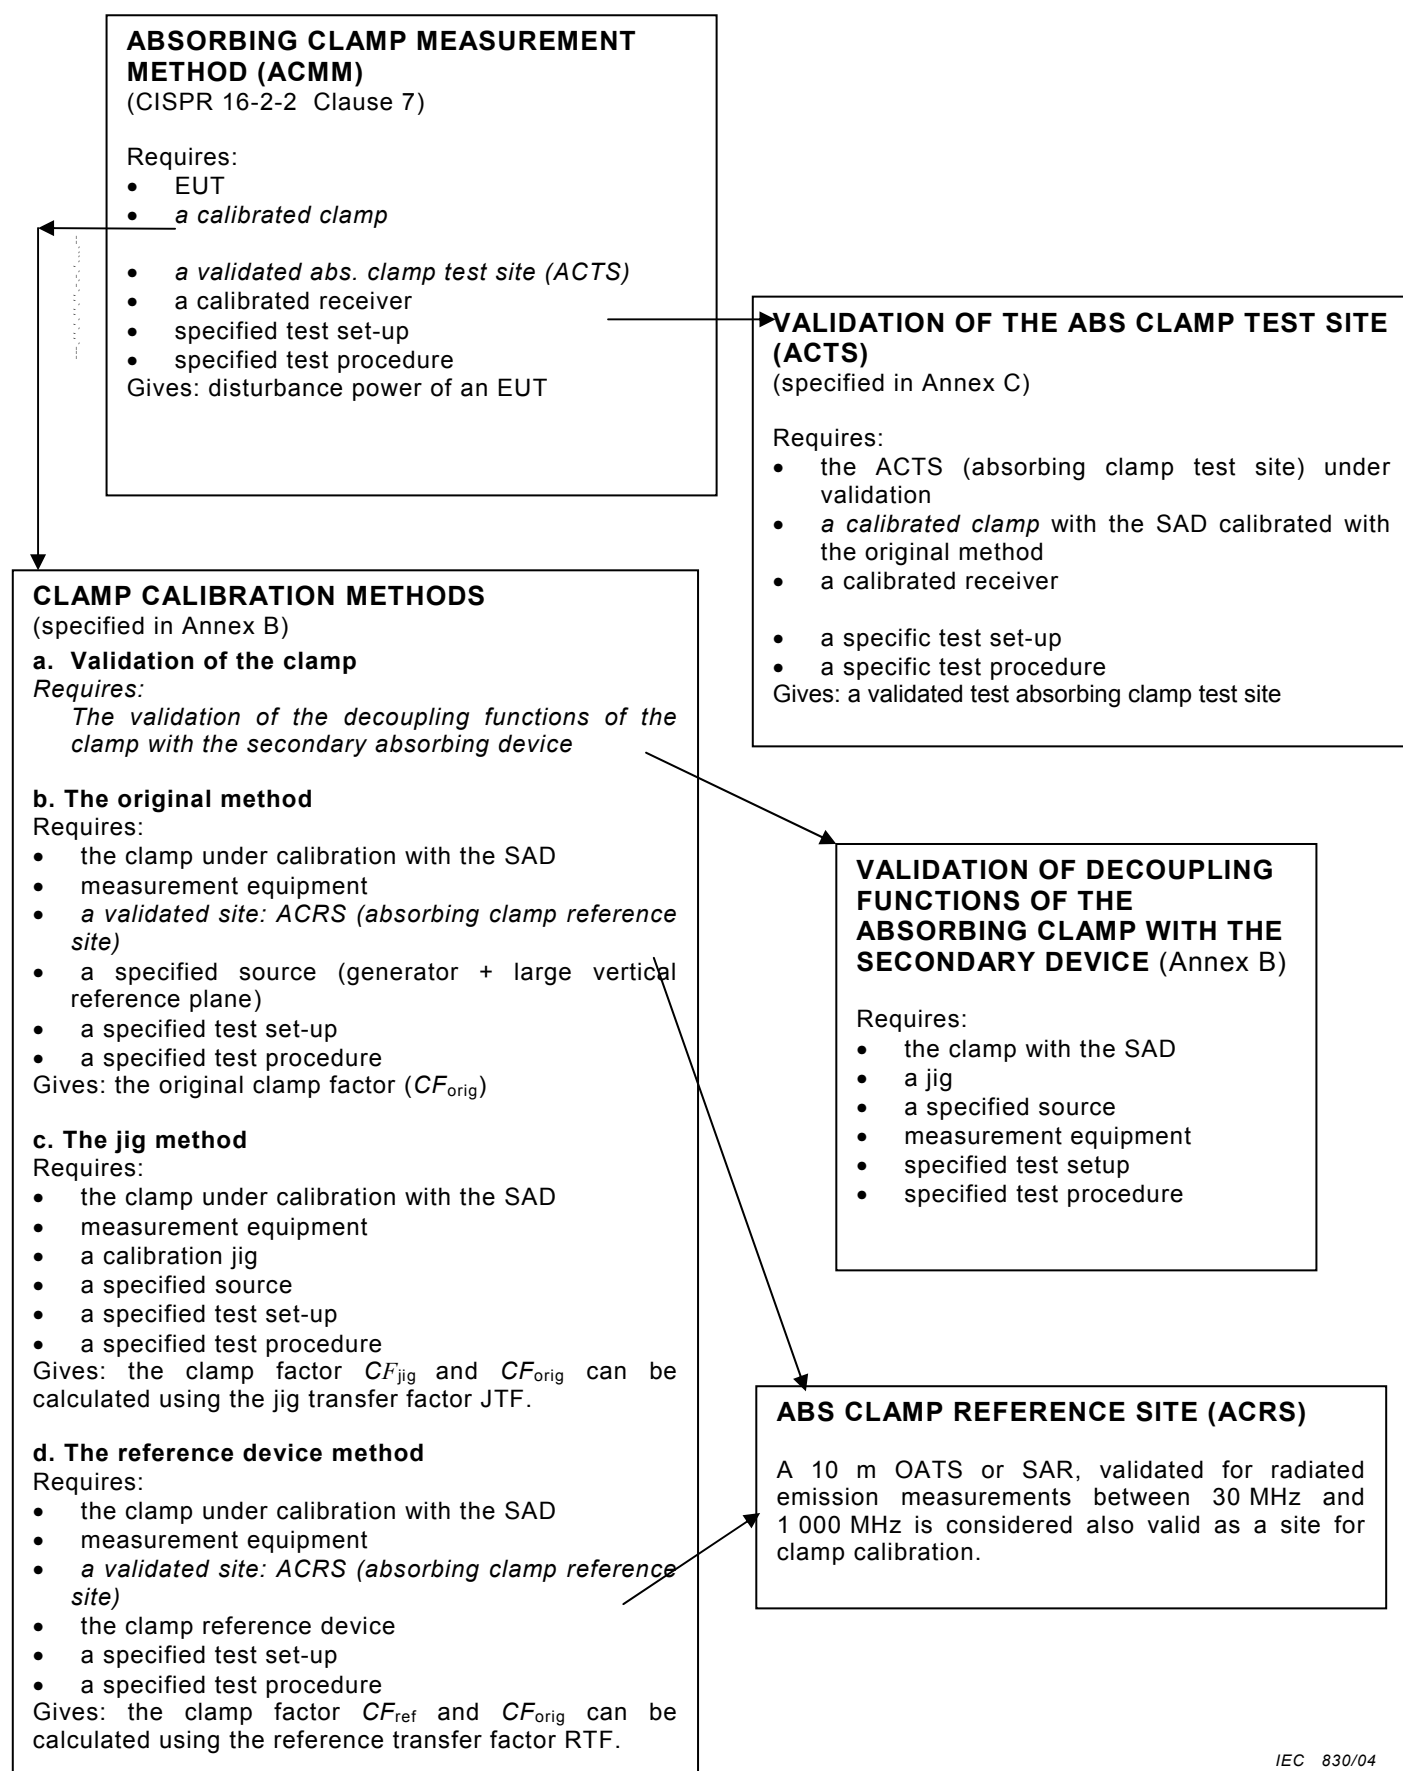 ABSORBING CLAMP MEASUREMENT
METHOD (ACMM)
(CISPR 16-2-2 Clause 7)
Requires:
• EUT
• a calibrated clamp
• a validated abs. clamp test site (ACTS)
• a calibrated receiver
• specified test set-up
• specified test procedure
Gives: disturbance power of an EUT
VALIDATION OF THE ABS CLAMP TEST SITE
(ACTS)
(specified in Annex C)
Requires:
• the ACTS (absorbing clamp test site) under
validation
• a calibrated clamp with the SAD calibrated with
the original method
• a calibrated receiver
• a specific test set-up
• a specific test procedure
Gives: a validated test absorbing clamp test site
CLAMP CALIBRATION METHODS
(specified in Annex B)
a. Validation of the clamp
Requires:
The validation of the decoupling functions of the
clamp with the secondary absorbing device
b. The original method
Requires:
• the clamp under calibration with the SAD
• measurement equipment
• a validated site: ACRS (absorbing clamp reference
site)
• a specified source (generator + large vertical
reference plane)
• a specified test set-up
• a specified test procedure
Gives: the original clamp factor (CForig)
c. The jig method
Requires:
• the clamp under calibration with the SAD
• measurement equipment
• a calibration jig
• a specified source
• a specified test set-up
• a specified test procedure
Gives: the clamp factor CFjig and CForig can be
calculated using the jig transfer factor JTF.
d. The reference device method
Requires:
• the clamp under calibration with the SAD
• measurement equipment
• a validated site: ACRS (absorbing clamp reference
site)
• the clamp reference device
• a specified test set-up
• a specified test procedure
Gives: the clamp factor CFref and CForig can be
calculated using the reference transfer factor RTF.
VALIDATION OF DECOUPLING
FUNCTIONS OF THE
ABSORBING CLAMP WITH THE
SECONDARY DEVICE (Annex B)
Requires:
• the clamp with the SAD
• a jig
• a specified source
• measurement equipment
• specified test setup
• specified test procedure
ABS CLAMP REFERENCE SITE (ACRS)
A 10 m OATS or SAR, validated for radiated
emission measurements between 30 MHz and
1 000 MHz is considered also valid as a site for
clamp calibration.
IEC 830/04